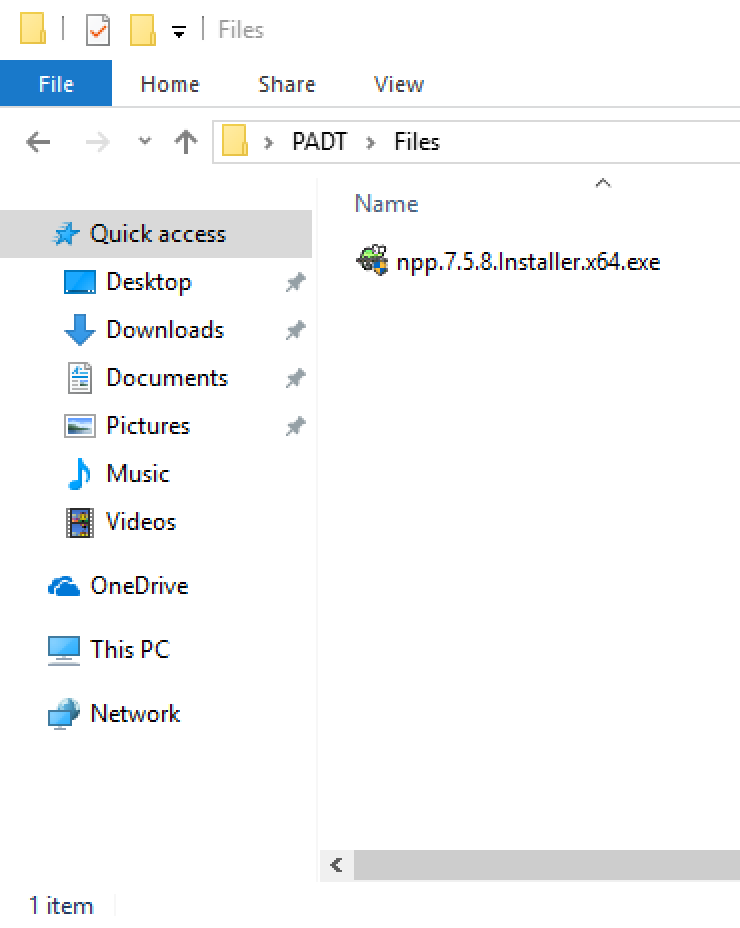 Files
File Home Share View
PADT Files
Name
Quick access
npp.7.5.8.Installer.x64.exe
Desktop
Downloads
Documents
Pictures
Music
Videos
OneDrive
This PC
Network
1 item